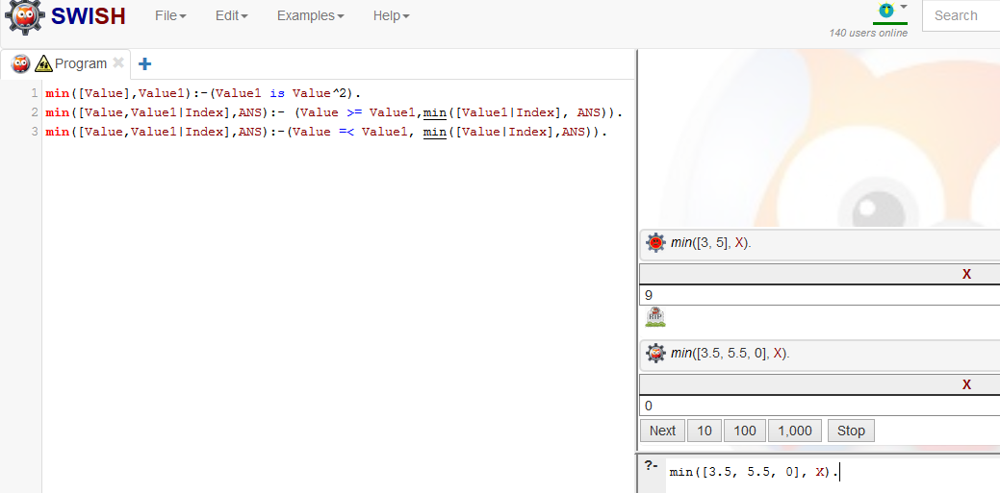 SWISH File Edit Examples Help 140 users online Search
Program
1 min([Value],Value1):-(Value1 is Value^2).
2 min([Value,Value1|Index],ANS):- (Value >= Value1,min([Value1|Index], ANS)).
3 min([Value,Value1|Index],ANS):-(Value =< Value1, min([Value|Index],ANS)).
min([3, 5], X).
X
9
RIP
min([3.5, 5.5, 0], X).
X
0
Next 10 100 1,000 Stop
?- min([3.5, 5.5, 0], X).